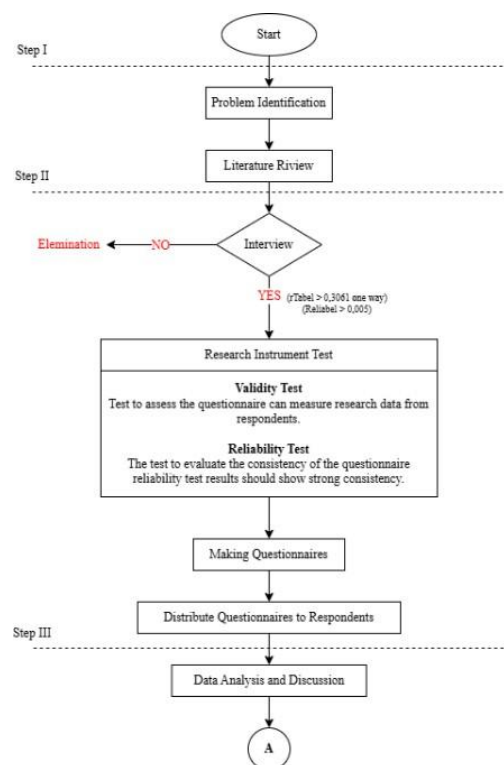 Start
Step I
Problem Identification
Literature Riview
Step II
Interview
NO
Elemination
YES (rTabel > 0,3061 one way)
(Reliabel > 0,005)
Research Instrument Test
Validity Test
Test to assess the questionnaire can measure research data from
respondents.
Reliability Test
The test to evaluate the consistency of the questionnaire
reliability test results should show strong consistency.
Making Questionnaires
Distribute Questionnaires to Respondents
Step III
Data Analysis and Discussion
A